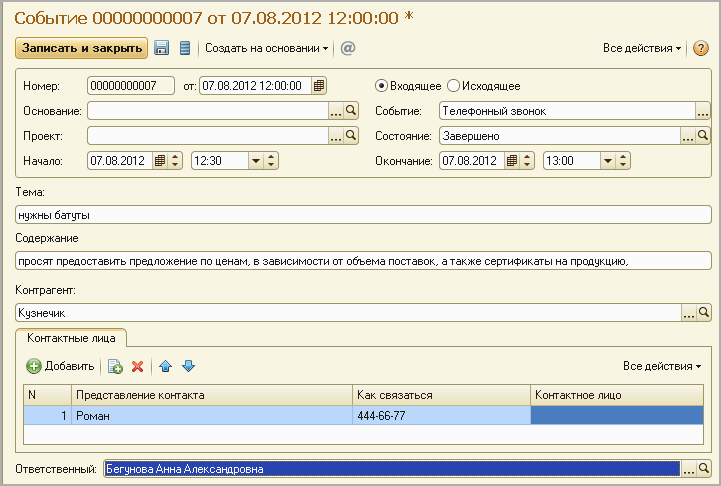 Событие 00000000007 от 07.08.2012 12:00:00 *
Записать и закрыть Создать на основании @ Все действия ?
Номер: 00000000007 от: 07.08.2012 12:00:00 Входящее Исходящее
Основание: ... Событие: Телефонный звонок ...
Проект: ... Состояние: Завершено ...
Начало: 07.08.2012 12:30 Окончание: 07.08.2012 13:00
Тема:
нужны батуты
Содержание
просят предоставить предложение по ценам, в зависимости от объема поставок, а также сертификаты на продукцию,
Контрагент:
Кузнечик ...
Контактные лица
Добавить Все действия
N Представление контакта Как связаться Контактное лицо
1 Роман 444-66-77
Ответственный: Бегунова Анна Александровна ...